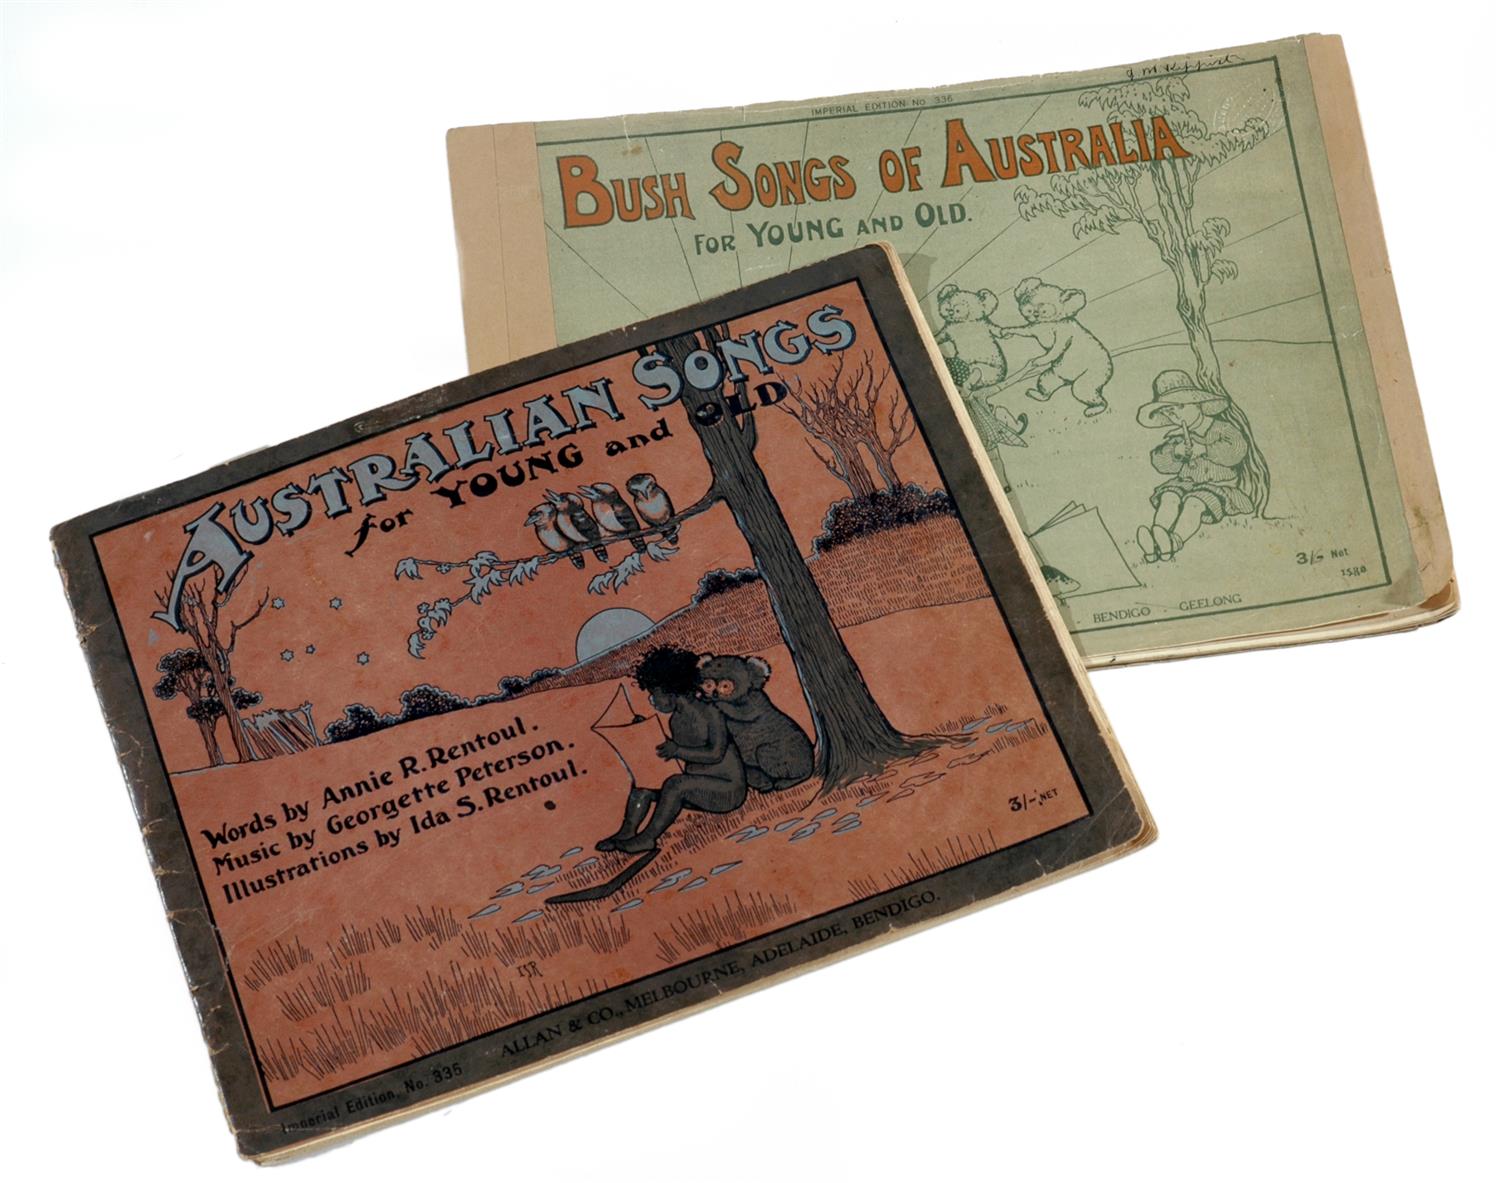 IMPERIAL EDITION No 336
BUSH SONGS OF AUSTRALIA
FOR YOUNG AND OLD.
3/- Net
I.S.R.O
BENDIGO . GEELONG
AUSTRALIAN SONGS
for YOUNG and OLD
Words by Annie R. Rentoul.
Music by Georgette Peterson.
Illustrations by Ida S. Rentoul.
3/- NET
ISR
ALLAN & CO., MELBOURNE, ADELAIDE, BENDIGO.
Imperial Edition, No. 335